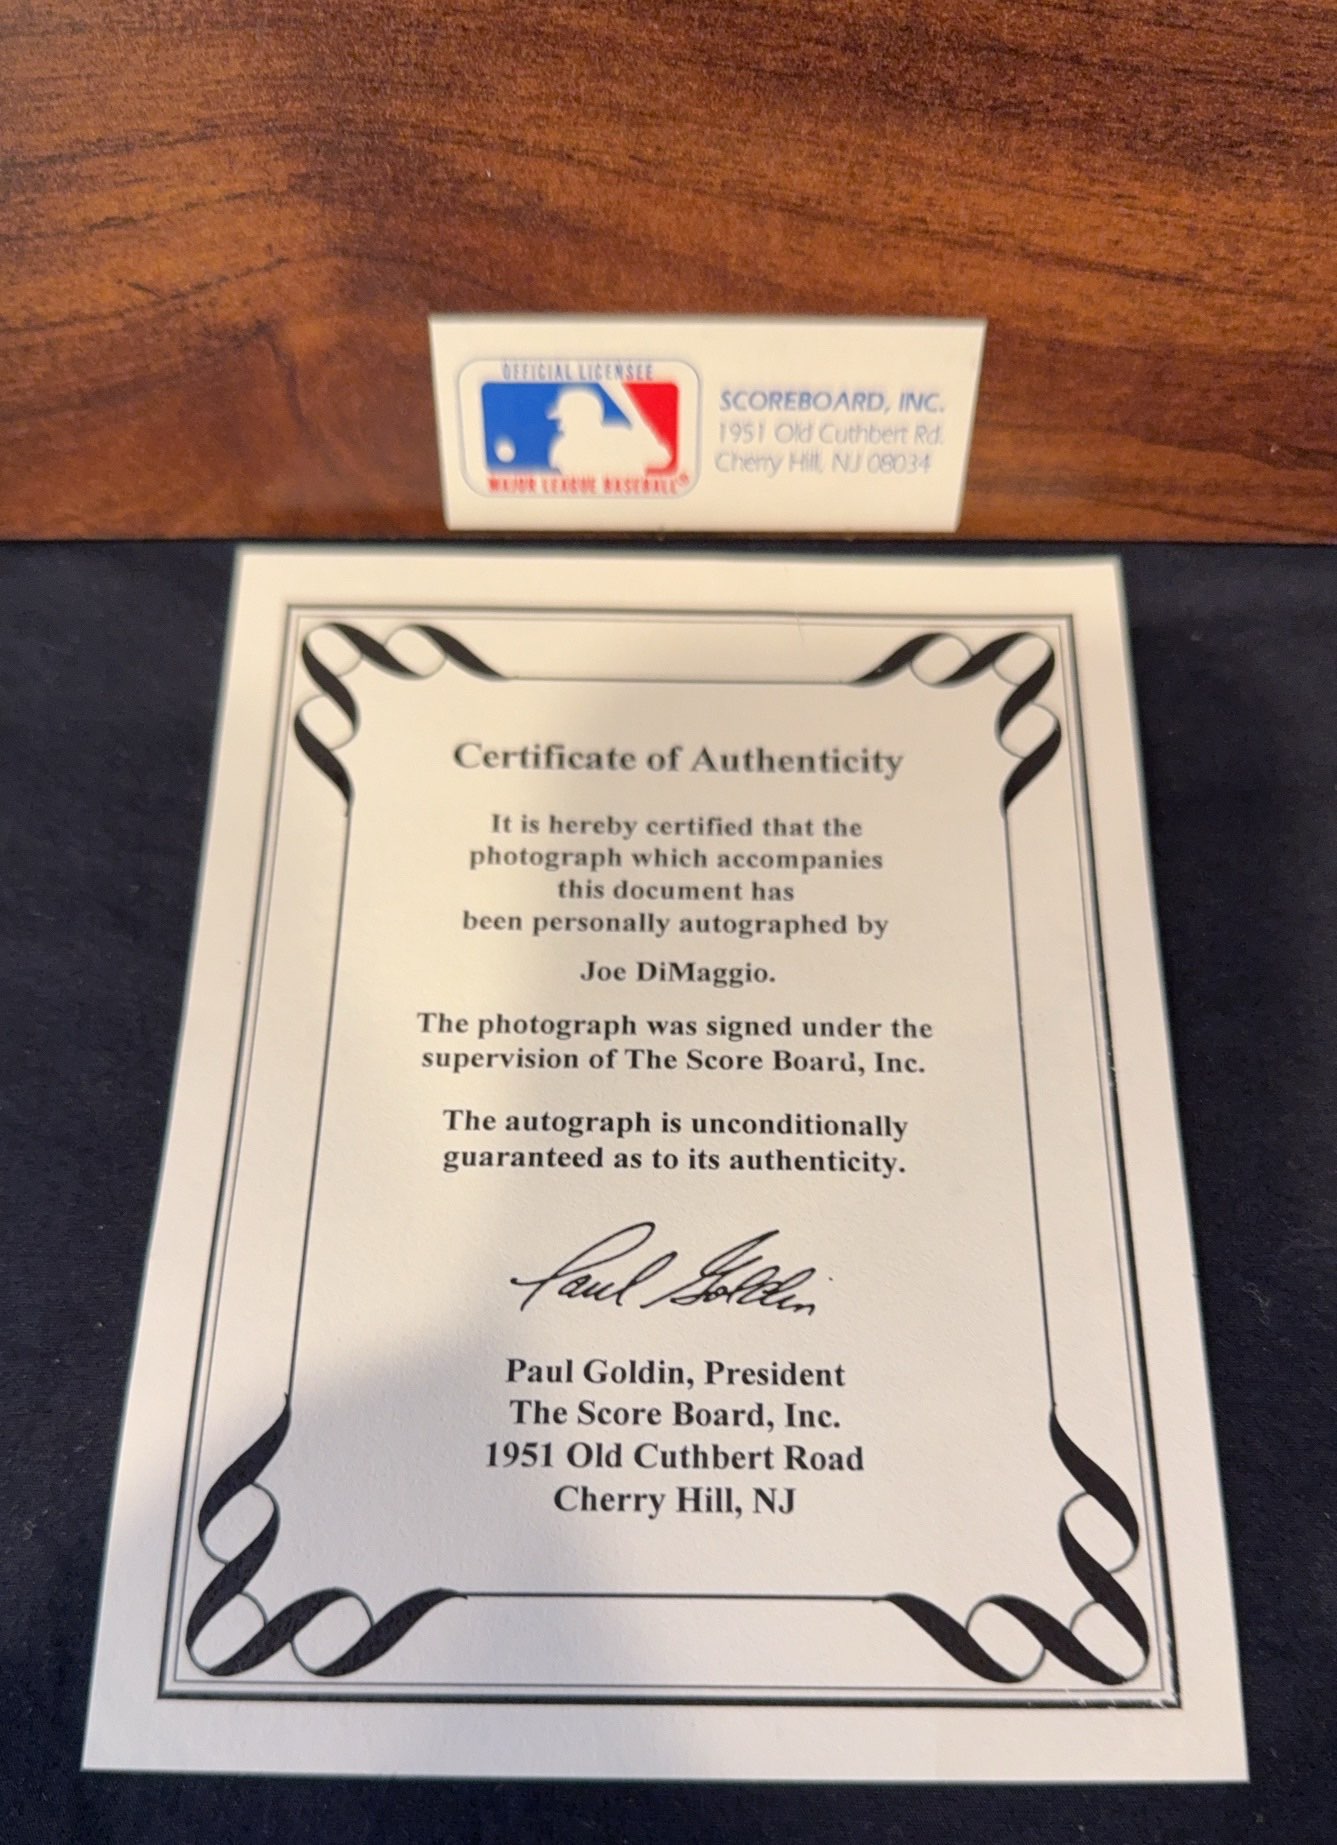 OFFICIAL LICENSEE
MAJOR LEAGUE BASEBALL®
SCOREBOARD, INC.
1951 Old Cuthbert Rd.
Cherry Hill, NJ 08034
Certificate of Authenticity
It is hereby certified that the
photograph which accompanies
this document has
been personally autographed by
Joe DiMaggio.
The photograph was signed under the
supervision of The Score Board, Inc.
The autograph is unconditionally
guaranteed as to its authenticity.
Paul Goldin
Paul Goldin, President
The Score Board, Inc.
1951 Old Cuthbert Road
Cherry Hill, NJ